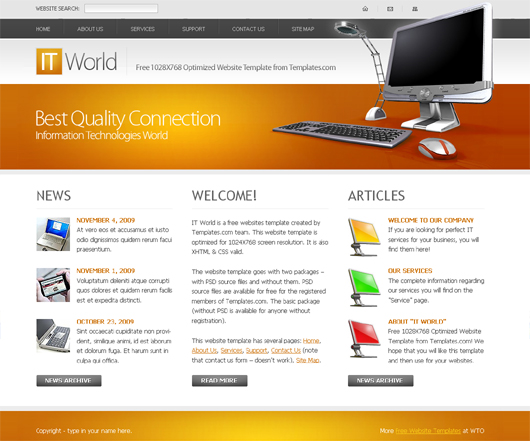 WEBSITE SEARCH:
HOME ABOUT US SERVICES SUPPORT CONTACT US SITE MAP
IT World
Free 1028X768 Optimized Website Template from Templates.com
Best Quality Connection
Information Technologies World
NEWS
NOVEMBER 4, 2009
At vero eos et accusamus et iusto
odio dignissimos quidem rerum facu
praesentium.
NOVEMBER 1, 2009
Voluptatum deleniti atque corrupti
quos dolores et quidem rerum facilis
est et expedita distincti.
OCTOBER 23, 2009
Sint occaecati cupiditate non provi-
dent, similique animi, id est laborum
et dolorum fuga. Et harum sunt in
culpa qui officia.
NEWS ARCHIVE
WELCOME!
IT World is a free websites template created by
Templates.com team. This website template is
optimized for 1024X768 screen resolution. It is also
XHTML & CSS valid.
The website template goes with two packages –
with PSD source files and without them. PSD
source files are available for free for the registered
members of Templates.com. The basic package
(without PSD is available for anyone without
registration).
This website template has several pages: Home,
About Us, Services, Support, Contact Us (note
that contact us form – doesn't work), Site Map.
READ MORE
ARTICLES
WELCOME TO OUR COMPANY
If you are looking for perfect IT
services for your business, you will
find them here!
OUR SERVICES
The complete information regarding
our services you will find on the
"Service" page.
ABOUT "IT WORLD"
Free 1028X768 Optimized Website
Template from Templates.com! We
hope that you will like this template
and then use for your websites.
NEWS ARCHIVE
Copyright - type in your name here.
More Free Website Templates at WTO